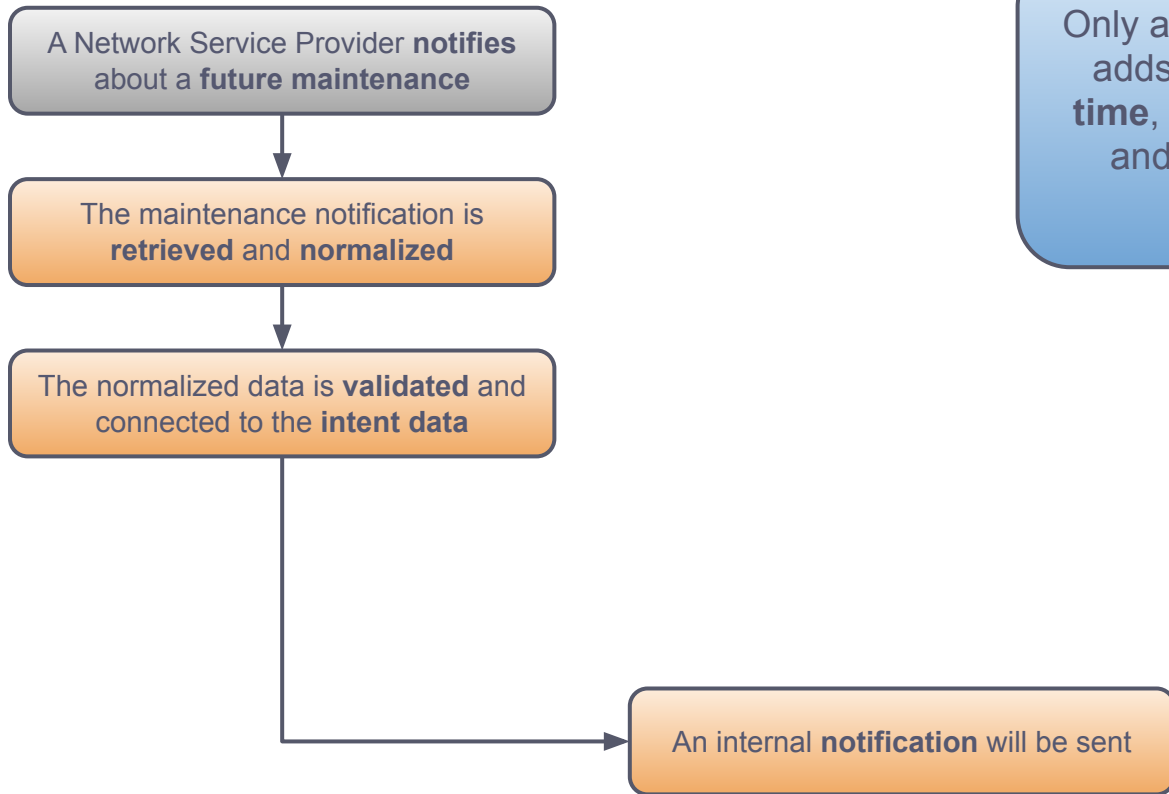 A Network Service Provider notifies
about a future maintenance
The maintenance notification is
retrieved and normalized
The normalized data is validated and
connected to the intent data
An internal notification will be sent
Only a
adds
time,
and